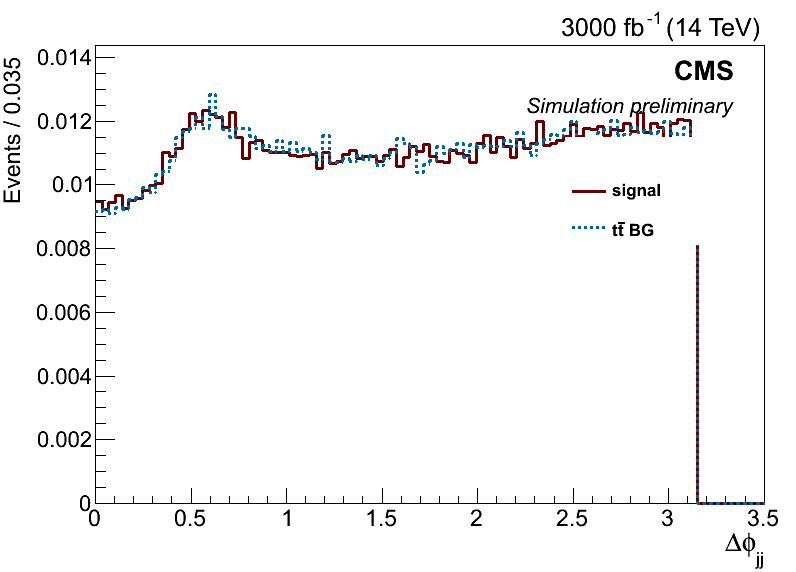 3000 fb-1 (14 TeV)
CMS
Simulation preliminary
Events / 0.035
0.014
0.012
0.01
0.008
0.006
0.004
0.002
0
signal
tt̄ BG
0 0.5 1 1.5 2 2.5 3 3.5
Δϕjj